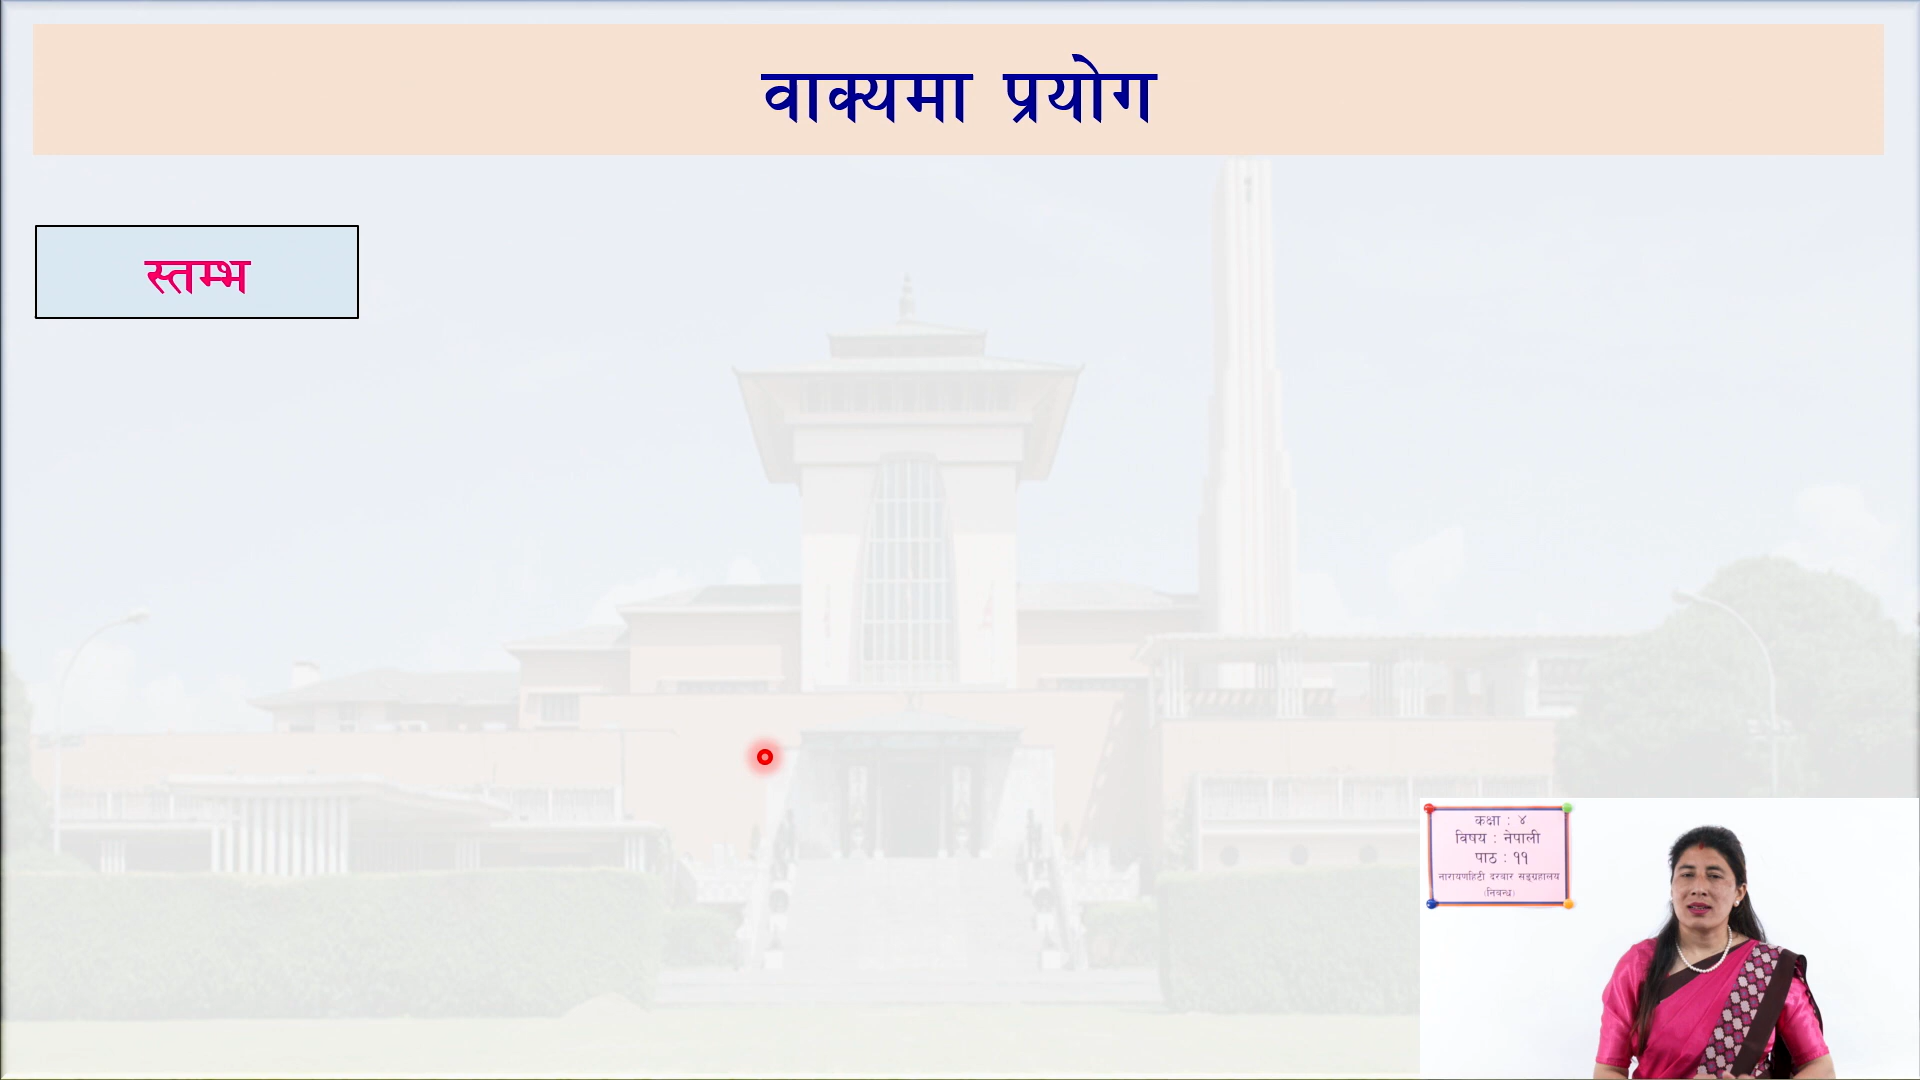 वाक्यमा प्रयोग
स्तम्भ
कक्षा : ४
विषय : नेपाली
पाठ : ११
नारायणहिटी दरबार सङ्ग्रहालय
(निबन्ध)